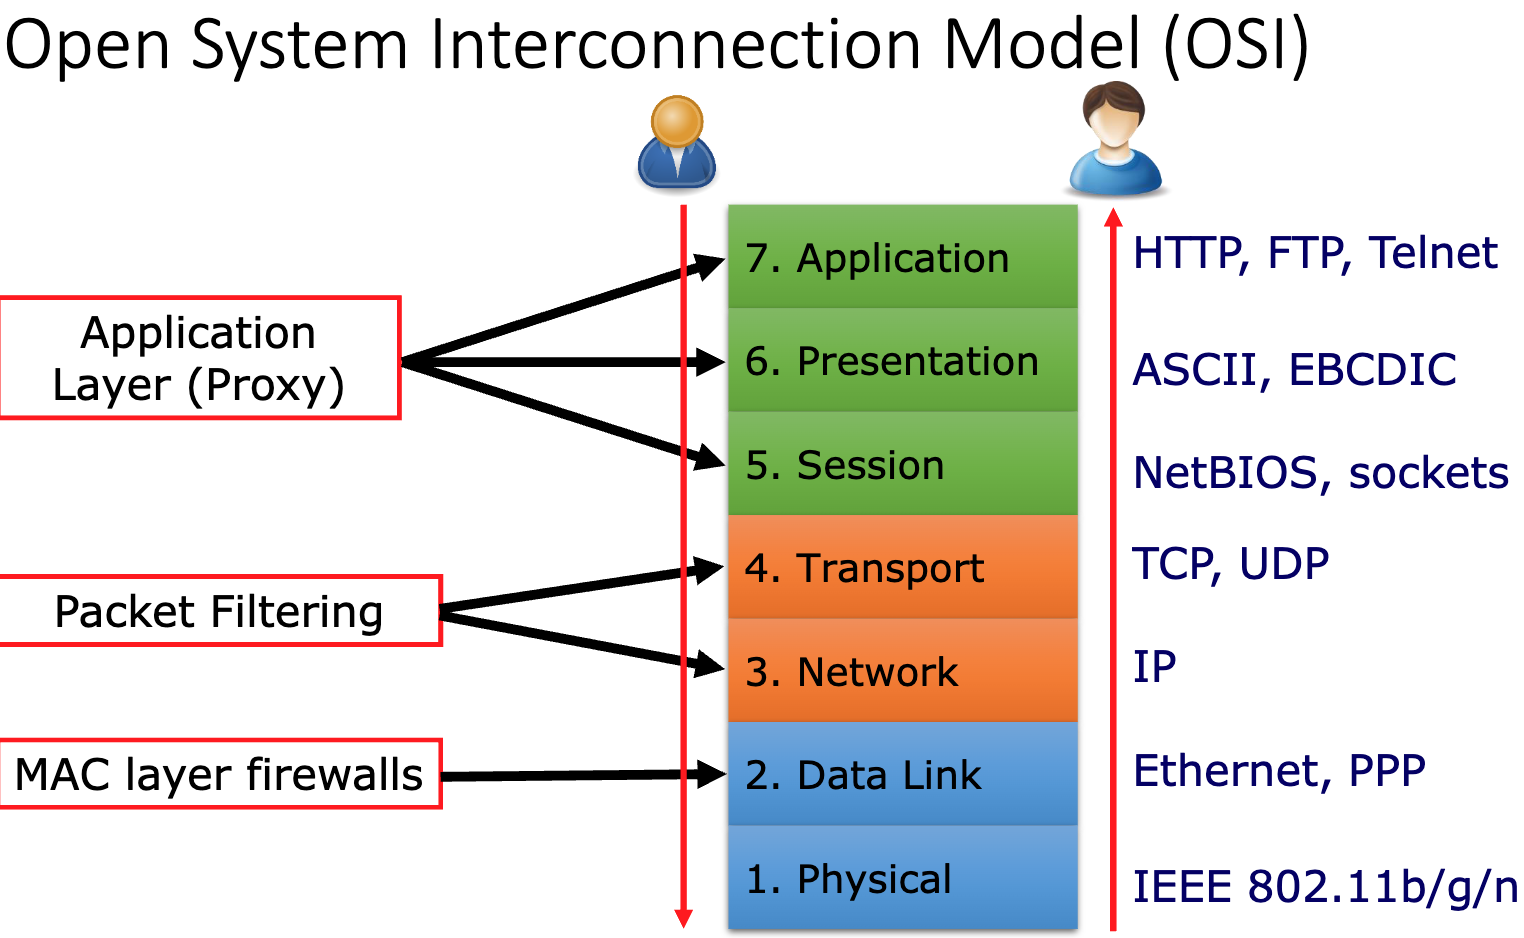 Open System Interconnection Model (OSI)
Application
Layer (Proxy)
Packet Filtering
MAC layer firewalls
7. Application
6. Presentation
5. Session
4. Transport
3. Network
2. Data Link
1. Physical
HTTP, FTP, Telnet
ASCII, EBCDIC
NetBIOS, sockets
TCP, UDP
IP
Ethernet, PPP
IEEE 802.11b/g/n